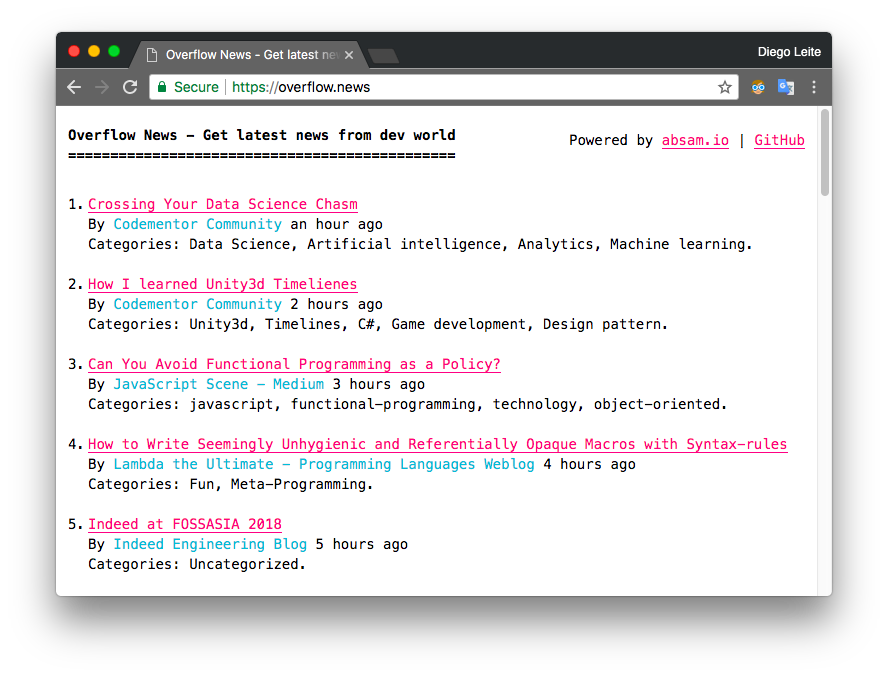 Overflow News - Get latest ne
Diego Leite
Secure https://overflow.news
Overflow News - Get latest news from dev world
Powered by absam.io | GitHub
==============================================
1. Crossing Your Data Science Chasm
By Codementor Community an hour ago
Categories: Data Science, Artificial intelligence, Analytics, Machine learning.
2. How I learned Unity3d Timelienes
By Codementor Community 2 hours ago
Categories: Unity3d, Timelines, C#, Game development, Design pattern.
3. Can You Avoid Functional Programming as a Policy?
By JavaScript Scene - Medium 3 hours ago
Categories: javascript, functional-programming, technology, object-oriented.
4. How to Write Seemingly Unhygienic and Referentially Opaque Macros with Syntax-rules
By Lambda the Ultimate - Programming Languages Weblog 4 hours ago
Categories: Fun, Meta-Programming.
5. Indeed at FOSSASIA 2018
By Indeed Engineering Blog 5 hours ago
Categories: Uncategorized.